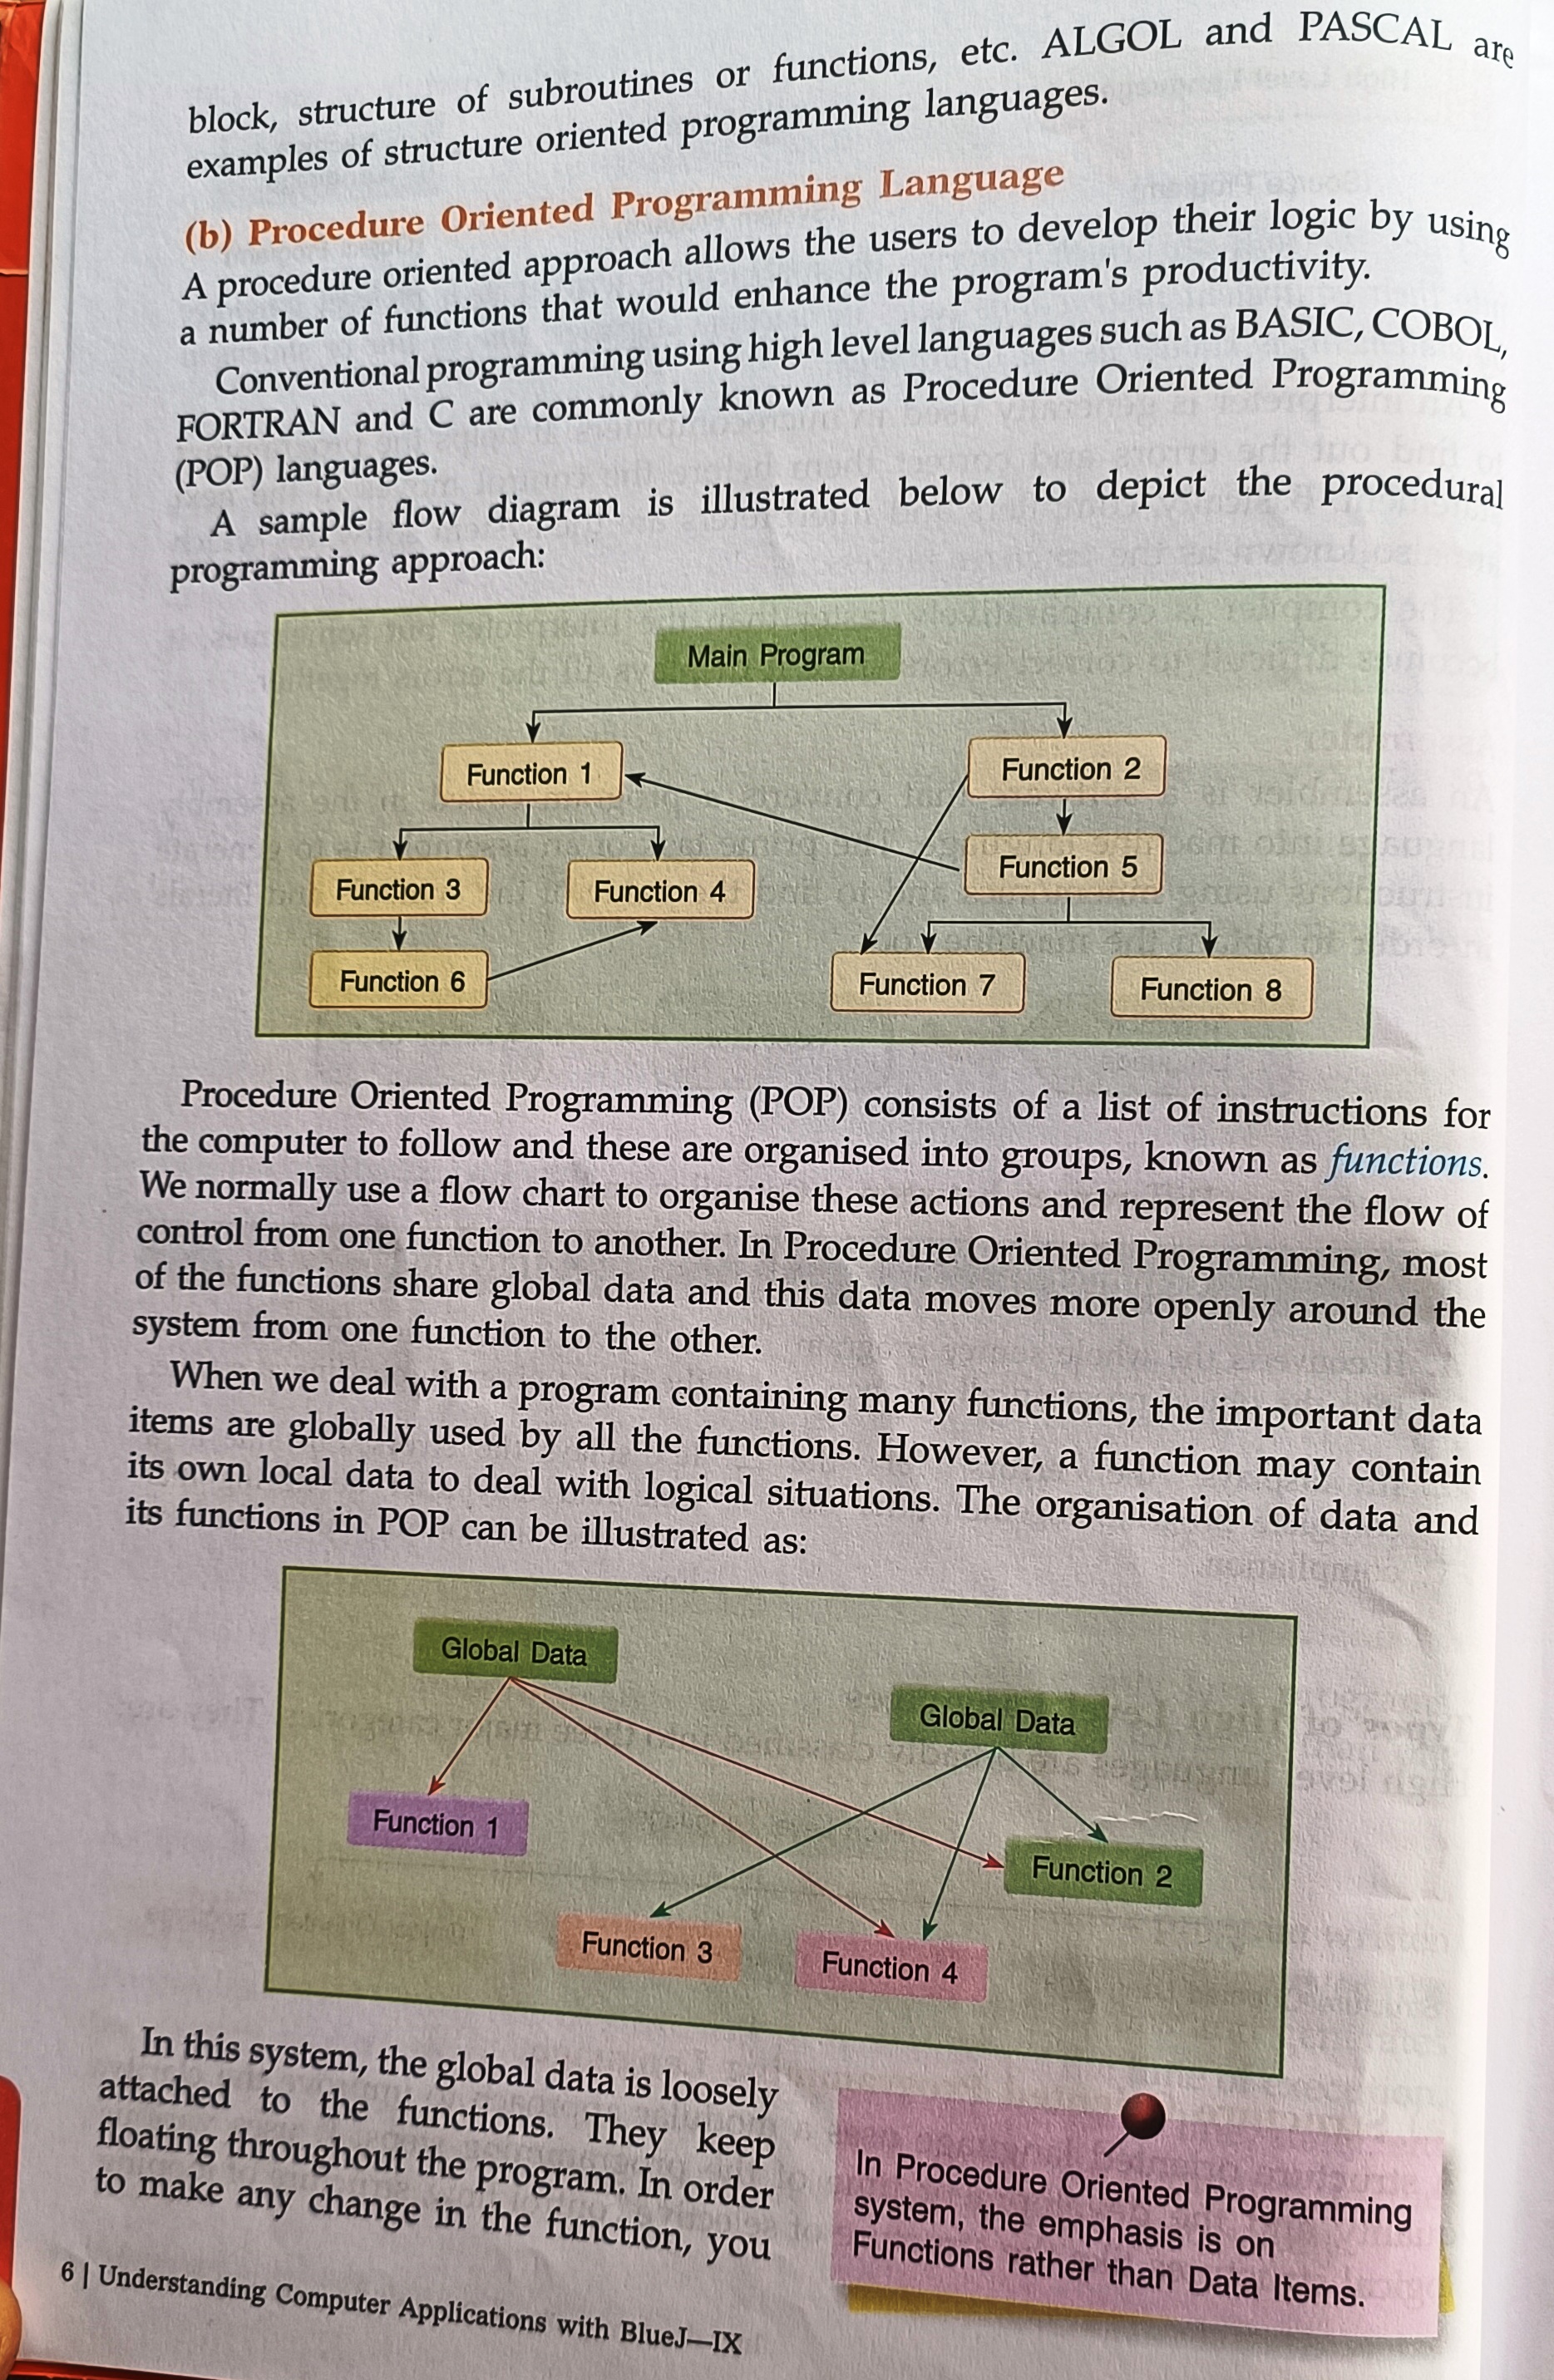 block, structure of subroutines or functions, etc. ALGOL and PASCAL are
examples of structure oriented programming languages.
(b) Procedure Oriented Programming Language
A procedure oriented approach allows the users to develop their logic by using
a number of functions that would enhance the program's productivity.
Conventional programming using high level languages such as BASIC, COBOL,
FORTRAN and C are commonly known as Procedure Oriented Programming
(POP) languages.
A sample flow diagram is illustrated below to depict the procedural
programming approach:
Main Program
Function 1
Function 2
Function 5
Function 3
Function 4
Function 6
Function 7
Function 8
Procedure Oriented Programming (POP) consists of a list of instructions for
the computer to follow and these are organised into groups, known as functions.
We normally use a flow chart to organise these actions and represent the flow of
control from one function to another. In Procedure Oriented Programming, most
of the functions share global data and this data moves more openly around the
system from one function to the other.
When we deal with a program containing many functions, the important data
items are globally used by all the functions. However, a function may contain
its own local data to deal with logical situations. The organisation of data and
its functions in POP can be illustrated as:
Global Data
Global Data
Function 1
Function 2
Function 3
Function 4
In this system, the global data is loosely
attached to the functions. They keep
floating throughout the program. In order
to make any change in the function, you
In Procedure Oriented Programming
system, the emphasis is on
Functions rather than Data Items.
6 | Understanding Computer Applications with BlueJ—IX